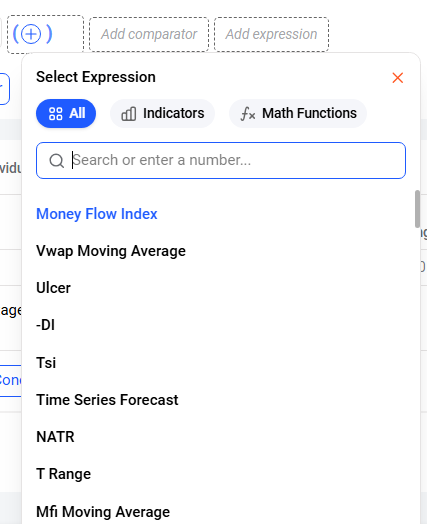 (+)
Add comparator
Add expression
Select Expression
All
Indicators
fx Math Functions
Search or enter a number...
Money Flow Index
Vwap Moving Average
Ulcer
-DI
Tsi
Time Series Forecast
NATR
T Range
Mfi Moving Average